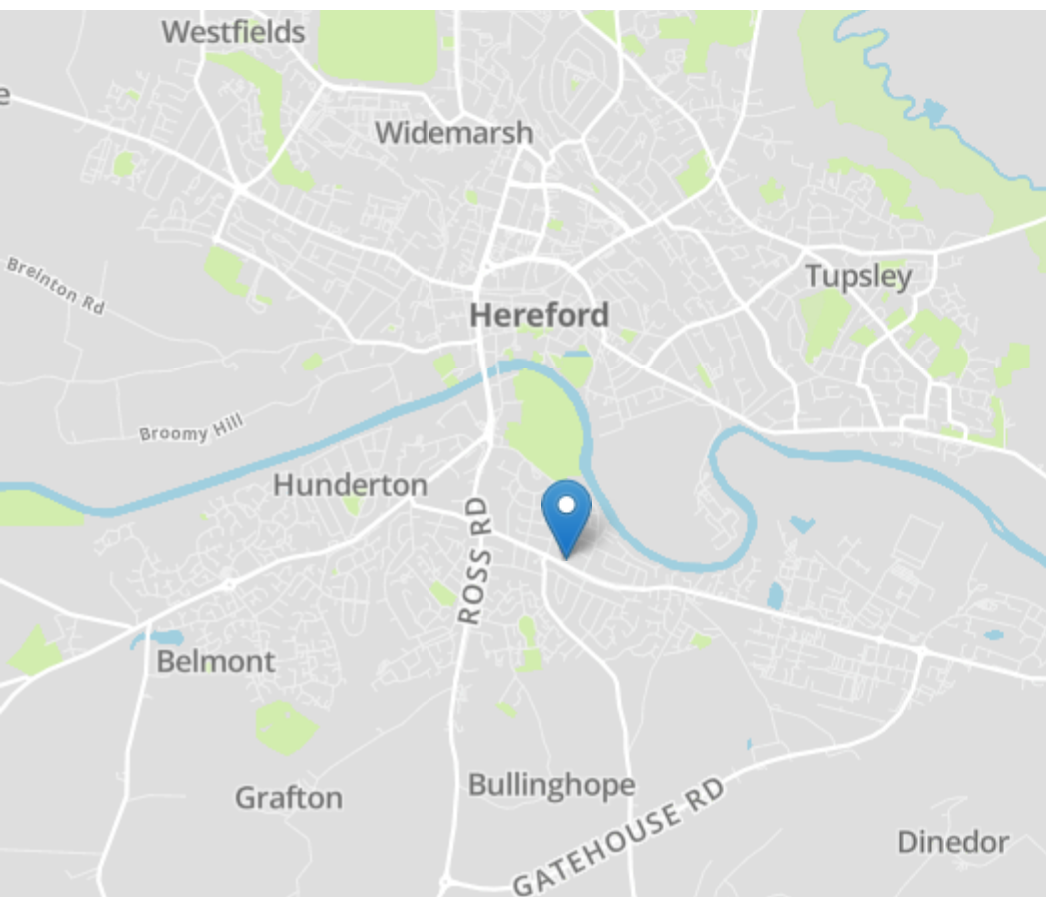 Westfields
e
Widemarsh
Breinton Rd
Tupsley
Hereford
Broomy Hill
Hunderton
ROSS RD
Belmont
Bullinghope
Grafton
GATEHOUSE RD
Dinedor